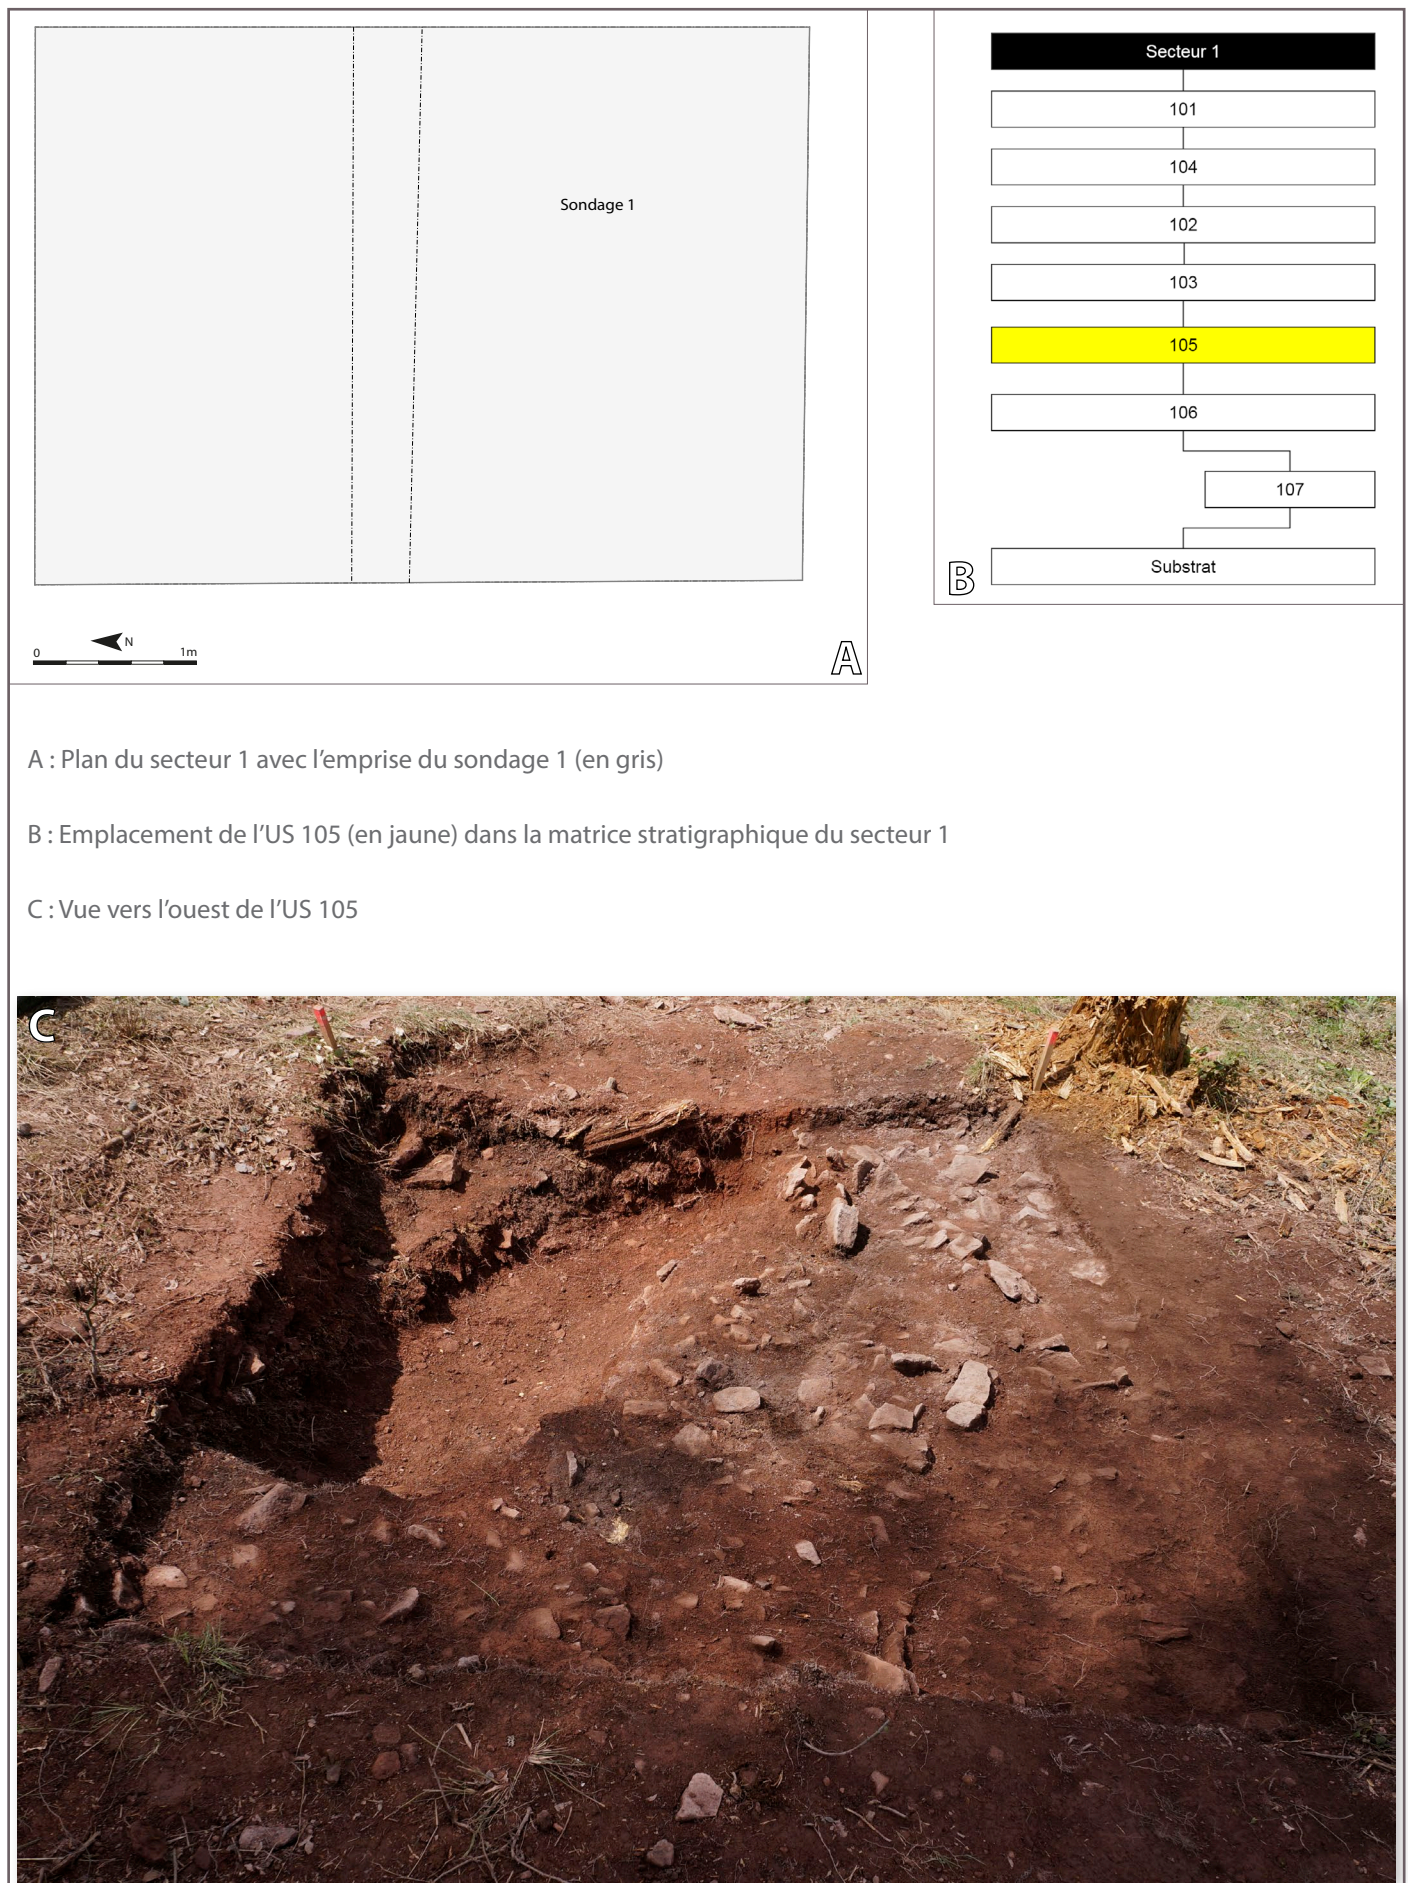 Sondage 1
0
N
1m
A
Secteur 1
101
104
102
103
105
106
107
Substrat
B
A : Plan du secteur 1 avec l’emprise du sondage 1 (en gris)
B : Emplacement de l’US 105 (en jaune) dans la matrice stratigraphique du secteur 1
C : Vue vers l’ouest de l’US 105
C